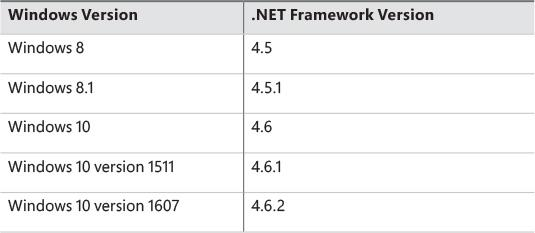 Windows Version .NET Framework Version
Windows 8 4.5
Windows 8.1 4.5.1
Windows 10 4.6
Windows 10 version 1511 4.6.1
Windows 10 version 1607 4.6.2